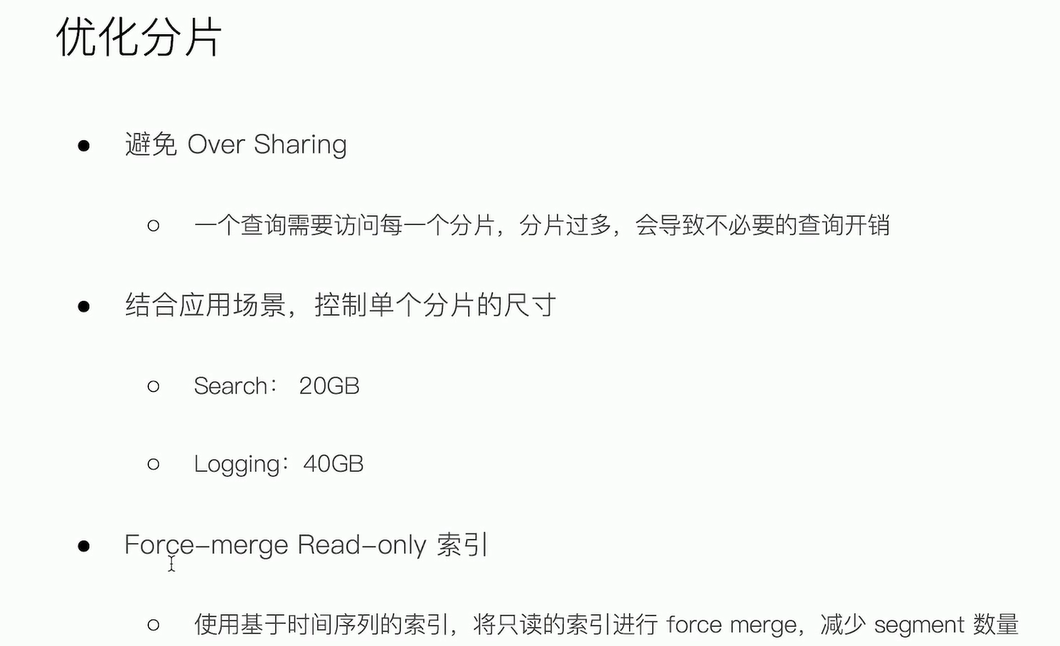 优化分片
避免 Over Sharing
一个查询需要访问每一个分片，分片过多，会导致不必要的查询开销
结合应用场景，控制单个分片的尺寸
Search： 20GB
Logging：40GB
Force-merge Read-only 索引
使用基于时间序列的索引，将只读的索引进行 force merge，减少 segment 数量